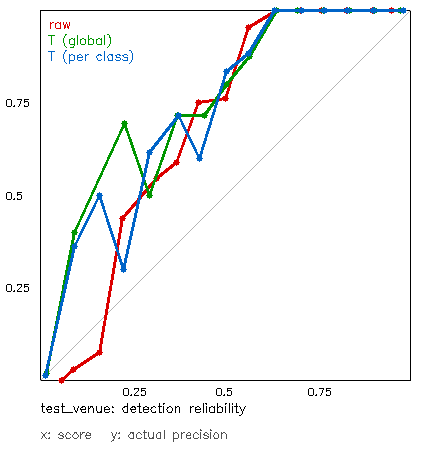 raw
T (global)
T (per class)
0.75
0.5
0.25
0.25 0.5 0.75
test_venue: detection reliability
x: score y: actual precision